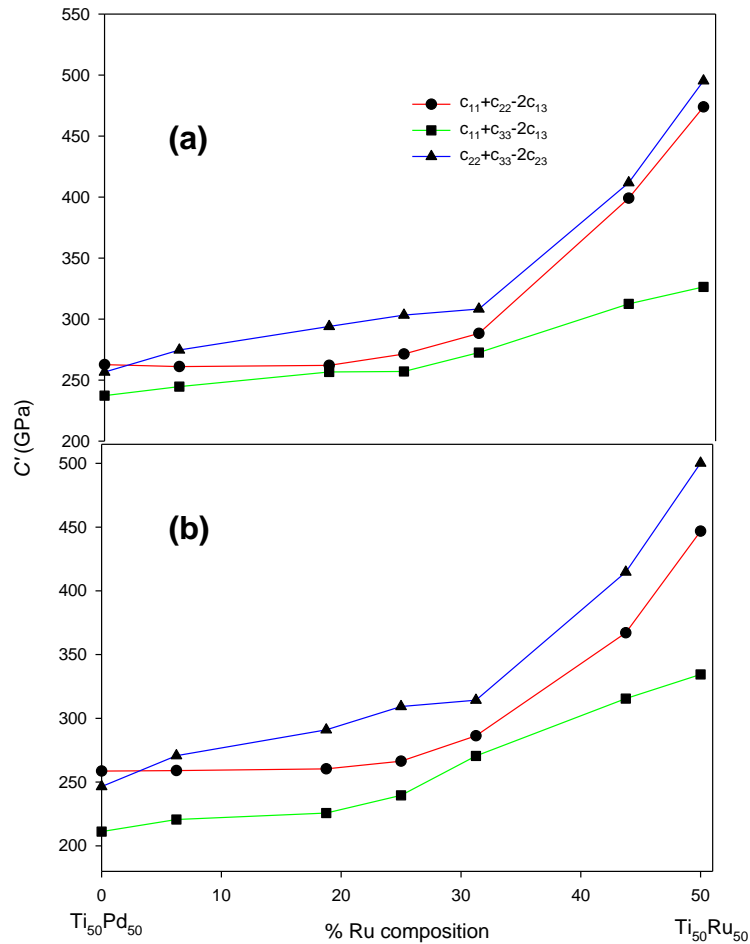 550
500
450
400
350
300
250
200
(a)
c₁₁+c₂₂-2c₁₃
c₁₁+c₃₃-2c₁₃
c₂₂+c₃₃-2c₂₃
C' (GPa)
500
450
400
350
300
250
200
(b)
0 10 20 30 40 50
Ti₅₀Pd₅₀ % Ru composition Ti₅₀Ru₅₀